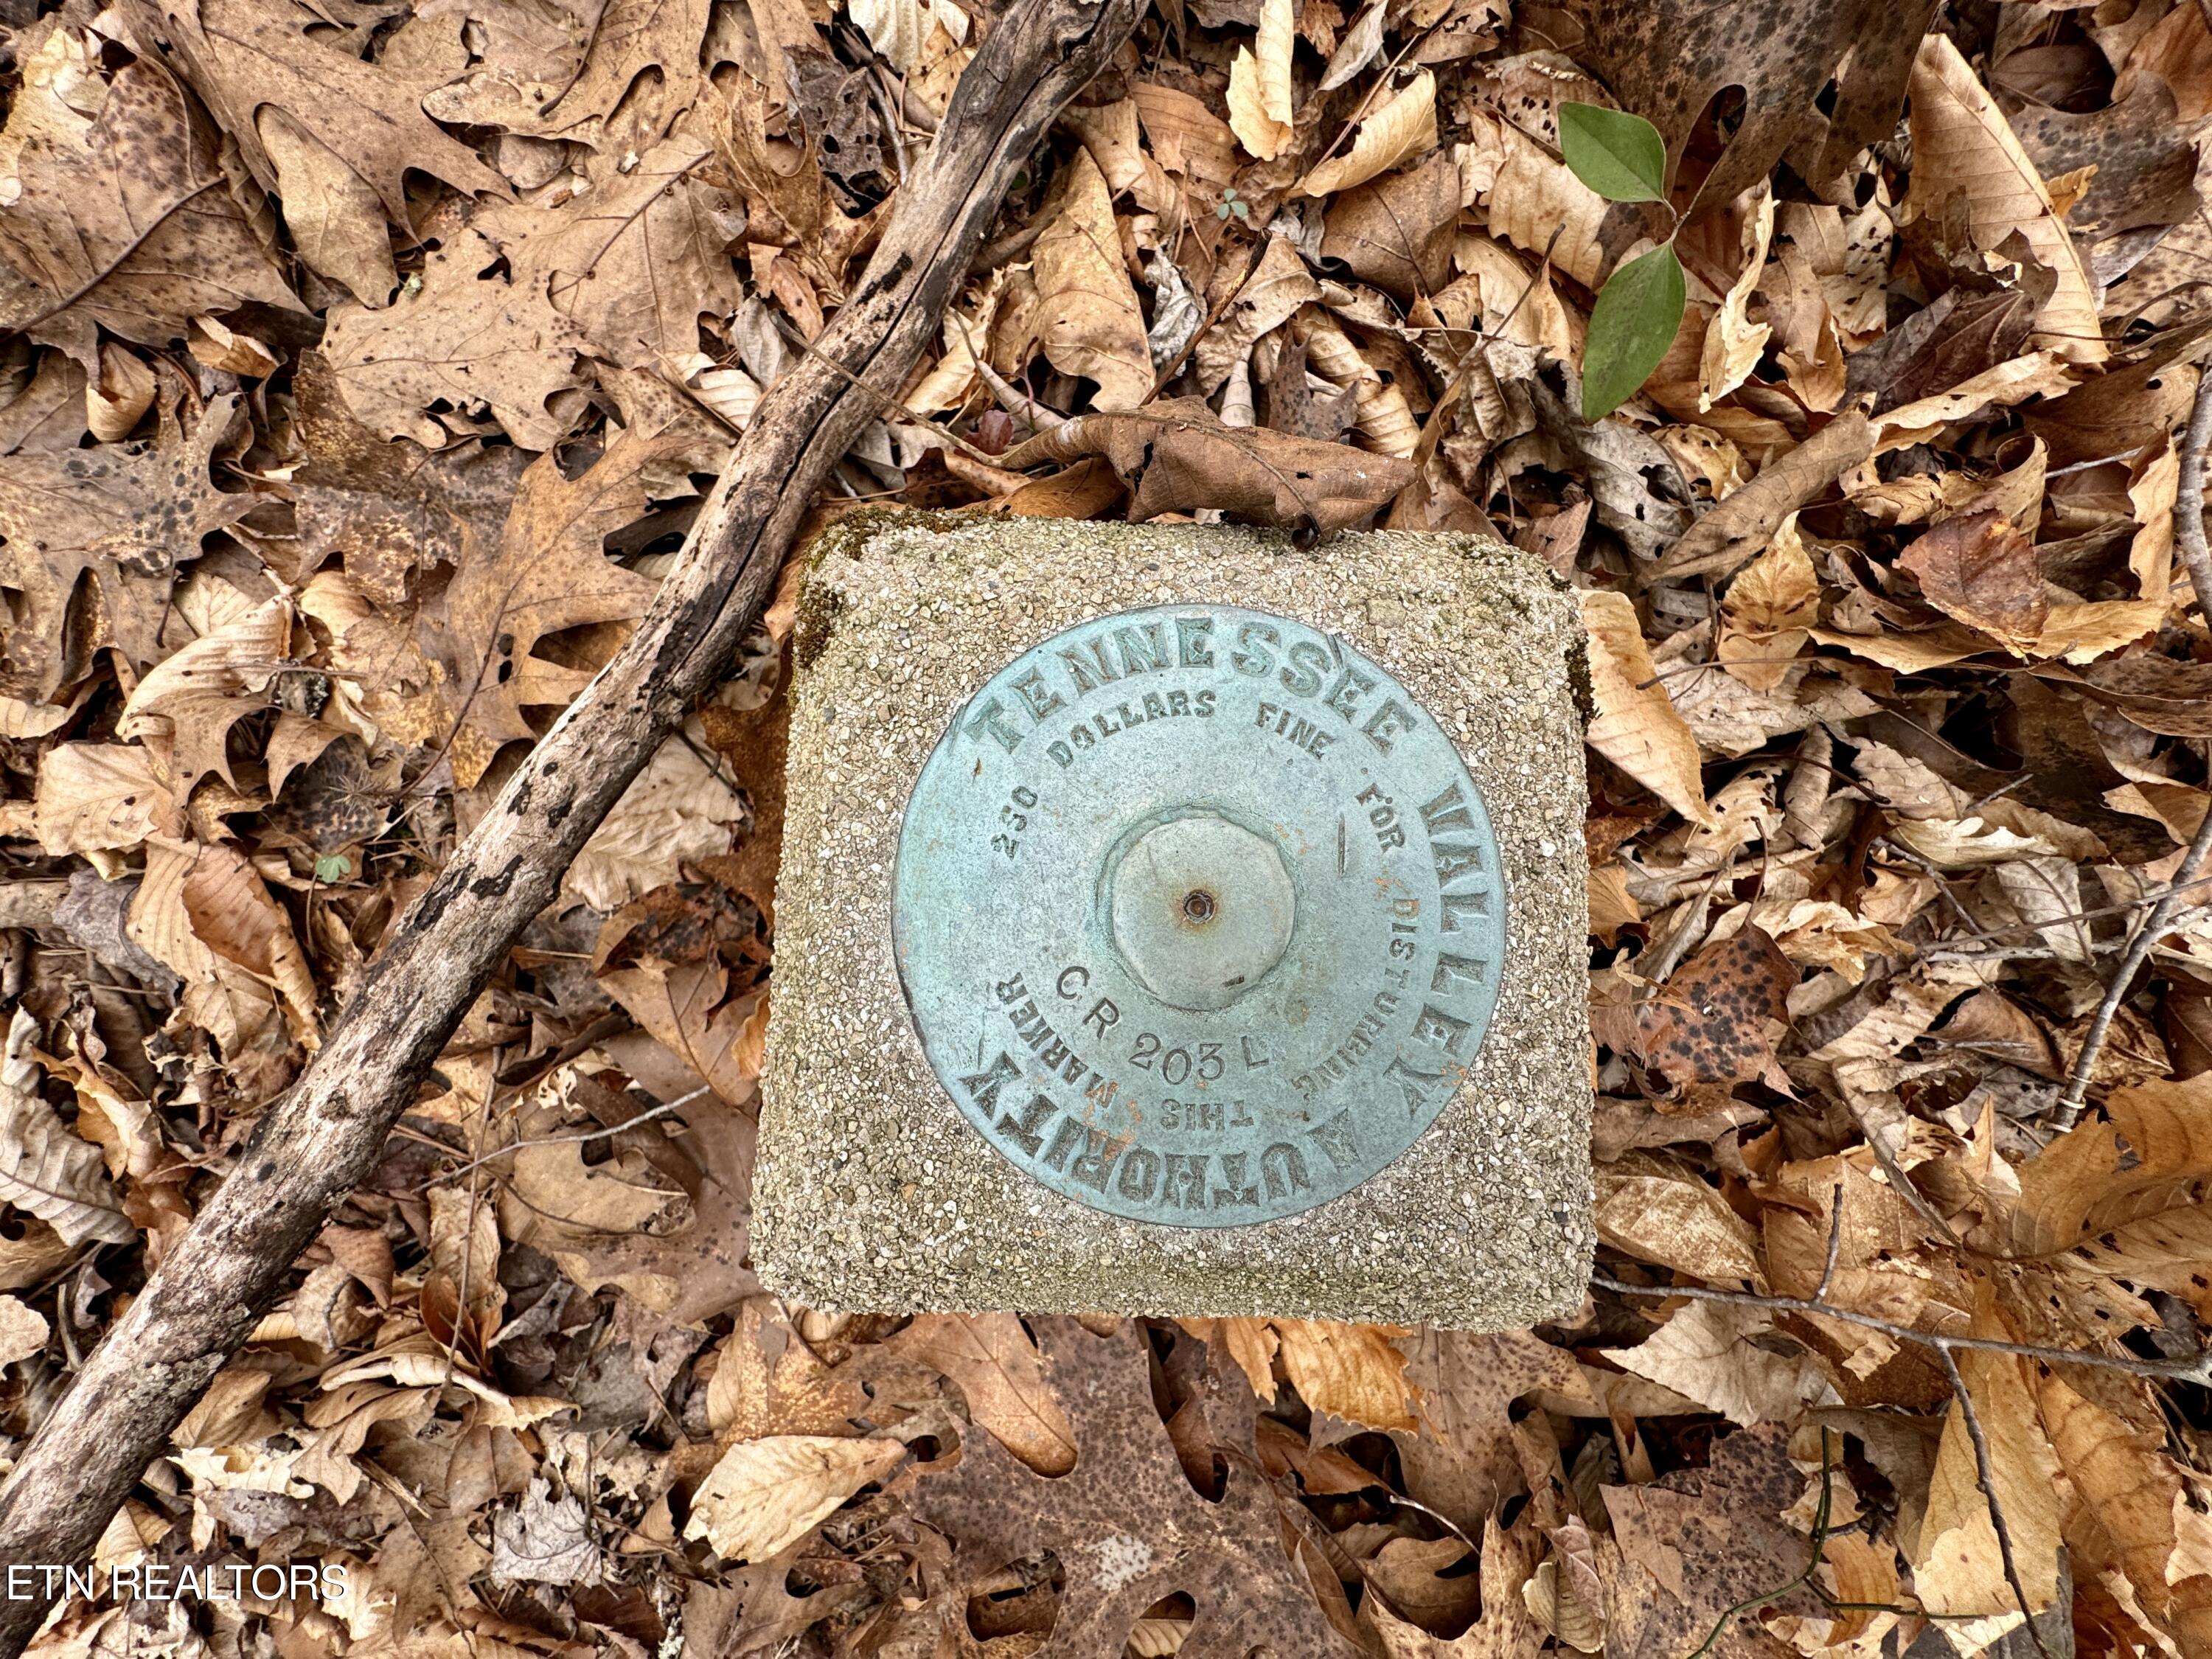 TENNESSEE VALLEY AUTHORITY
250 DOLLARS FINE FOR DISTURBING THIS MARKER
CR 203 L
ETN REALTORS